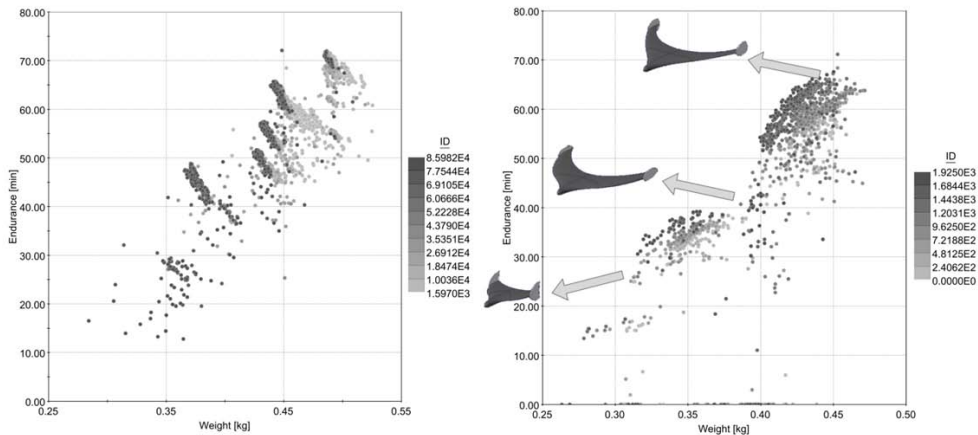 80.00
70.00
60.00
50.00
40.00
30.00
20.00
10.00
0.00
Endurance [min]
0.25
0.35
0.45
0.55
Weight [kg]
ID
8.5982E4
7.7544E4
6.9105E4
6.0666E4
5.2228E4
4.3790E4
3.5351E4
2.6912E4
1.8474E4
1.0036E4
1.5970E3
80.00
70.00
60.00
50.00
40.00
30.00
20.00
10.00
0.00
Endurance [min]
0.25
0.30
0.35
0.40
0.45
0.50
Weight [kg]
ID
1.9250E3
1.6844E3
1.4438E3
1.2031E3
9.6250E2
7.2188E2
4.8125E2
2.4062E2
0.0000E0